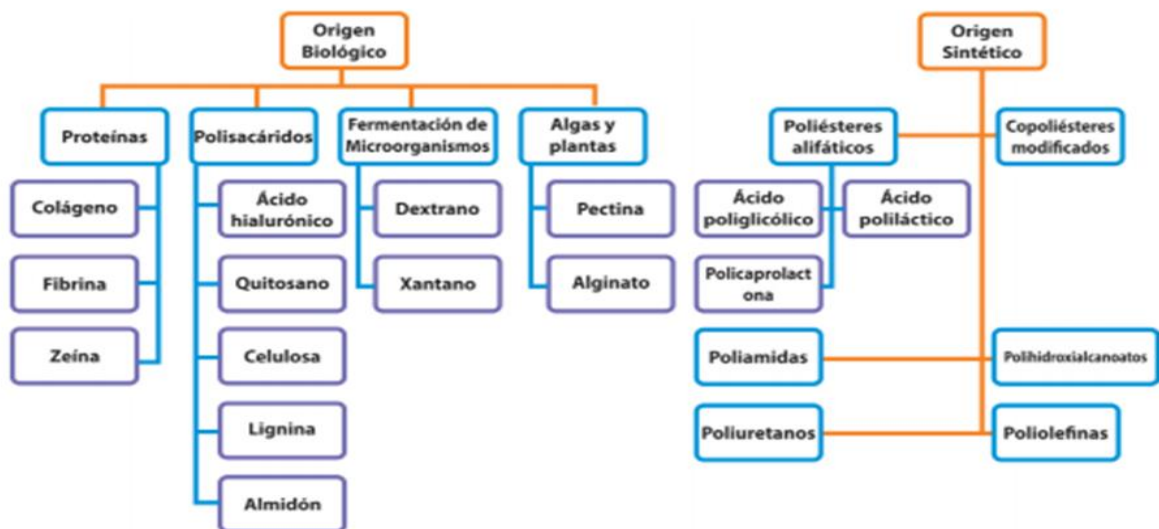 Origen
Biológico
Proteínas
Colágeno
Fibrina
Zeína
Polisacáridos
Ácido
hialurónico
Quitosano
Celulosa
Lignina
Almidón
Fermentación de
Microorganismos
Dextrano
Xantano
Algas y
plantas
Pectina
Alginato
Origen
Sintético
Poliésteres
alifáticos
Copoliésteres
modificados
Ácido
poliglicólico
Ácido
poliláctico
Policaprolact
ona
Poliamidas
Polihidroxialcanoatos
Poliuretanos
Poliolefinas